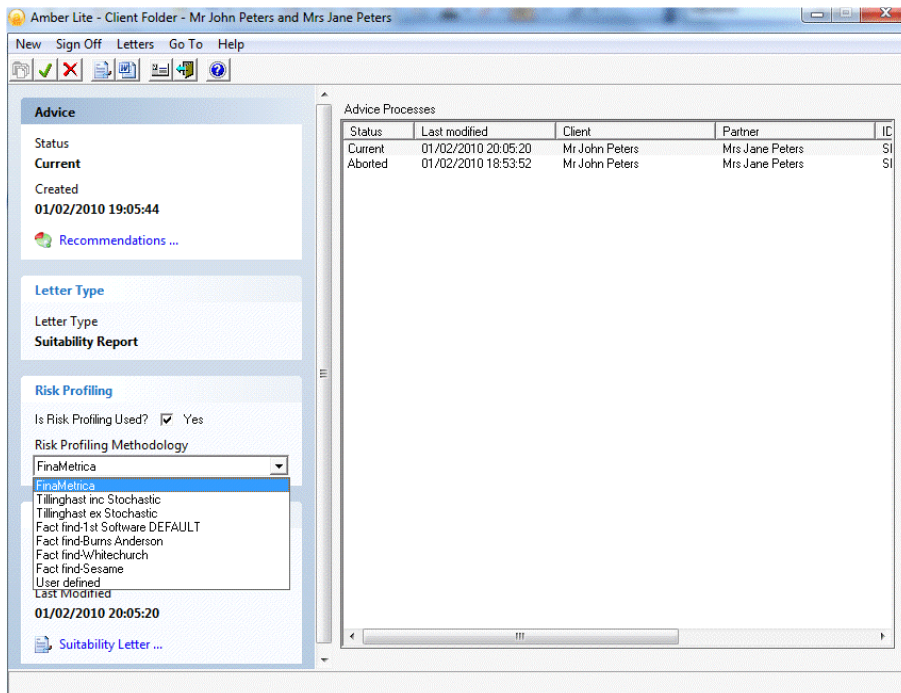 Amber Lite - Client Folder - Mr John Peters and Mrs Jane Peters
New Sign Off Letters Go To Help
Advice
Status
Current
Created
01/02/2010 19:05:44
Recommendations ...
Letter Type
Letter Type
Suitability Report
Risk Profiling
Is Risk Profiling Used? Yes
Risk Profiling Methodology
FinaMetrica
FinaMetrica
Tillinghast inc Stochastic
Tillinghast ex Stochastic
Fact find-1st Software DEFAULT
Fact find-Burns Anderson
Fact find-Whitechurch
Fact find-Sesame
User defined
Last Modified
01/02/2010 20:05:20
Suitability Letter ...
Advice Processes
Status Last modified Client Partner ID
Current 01/02/2010 20:05:20 Mr John Peters Mrs Jane Peters SI
Aborted 01/02/2010 18:53:52 Mr John Peters Mrs Jane Peters SI